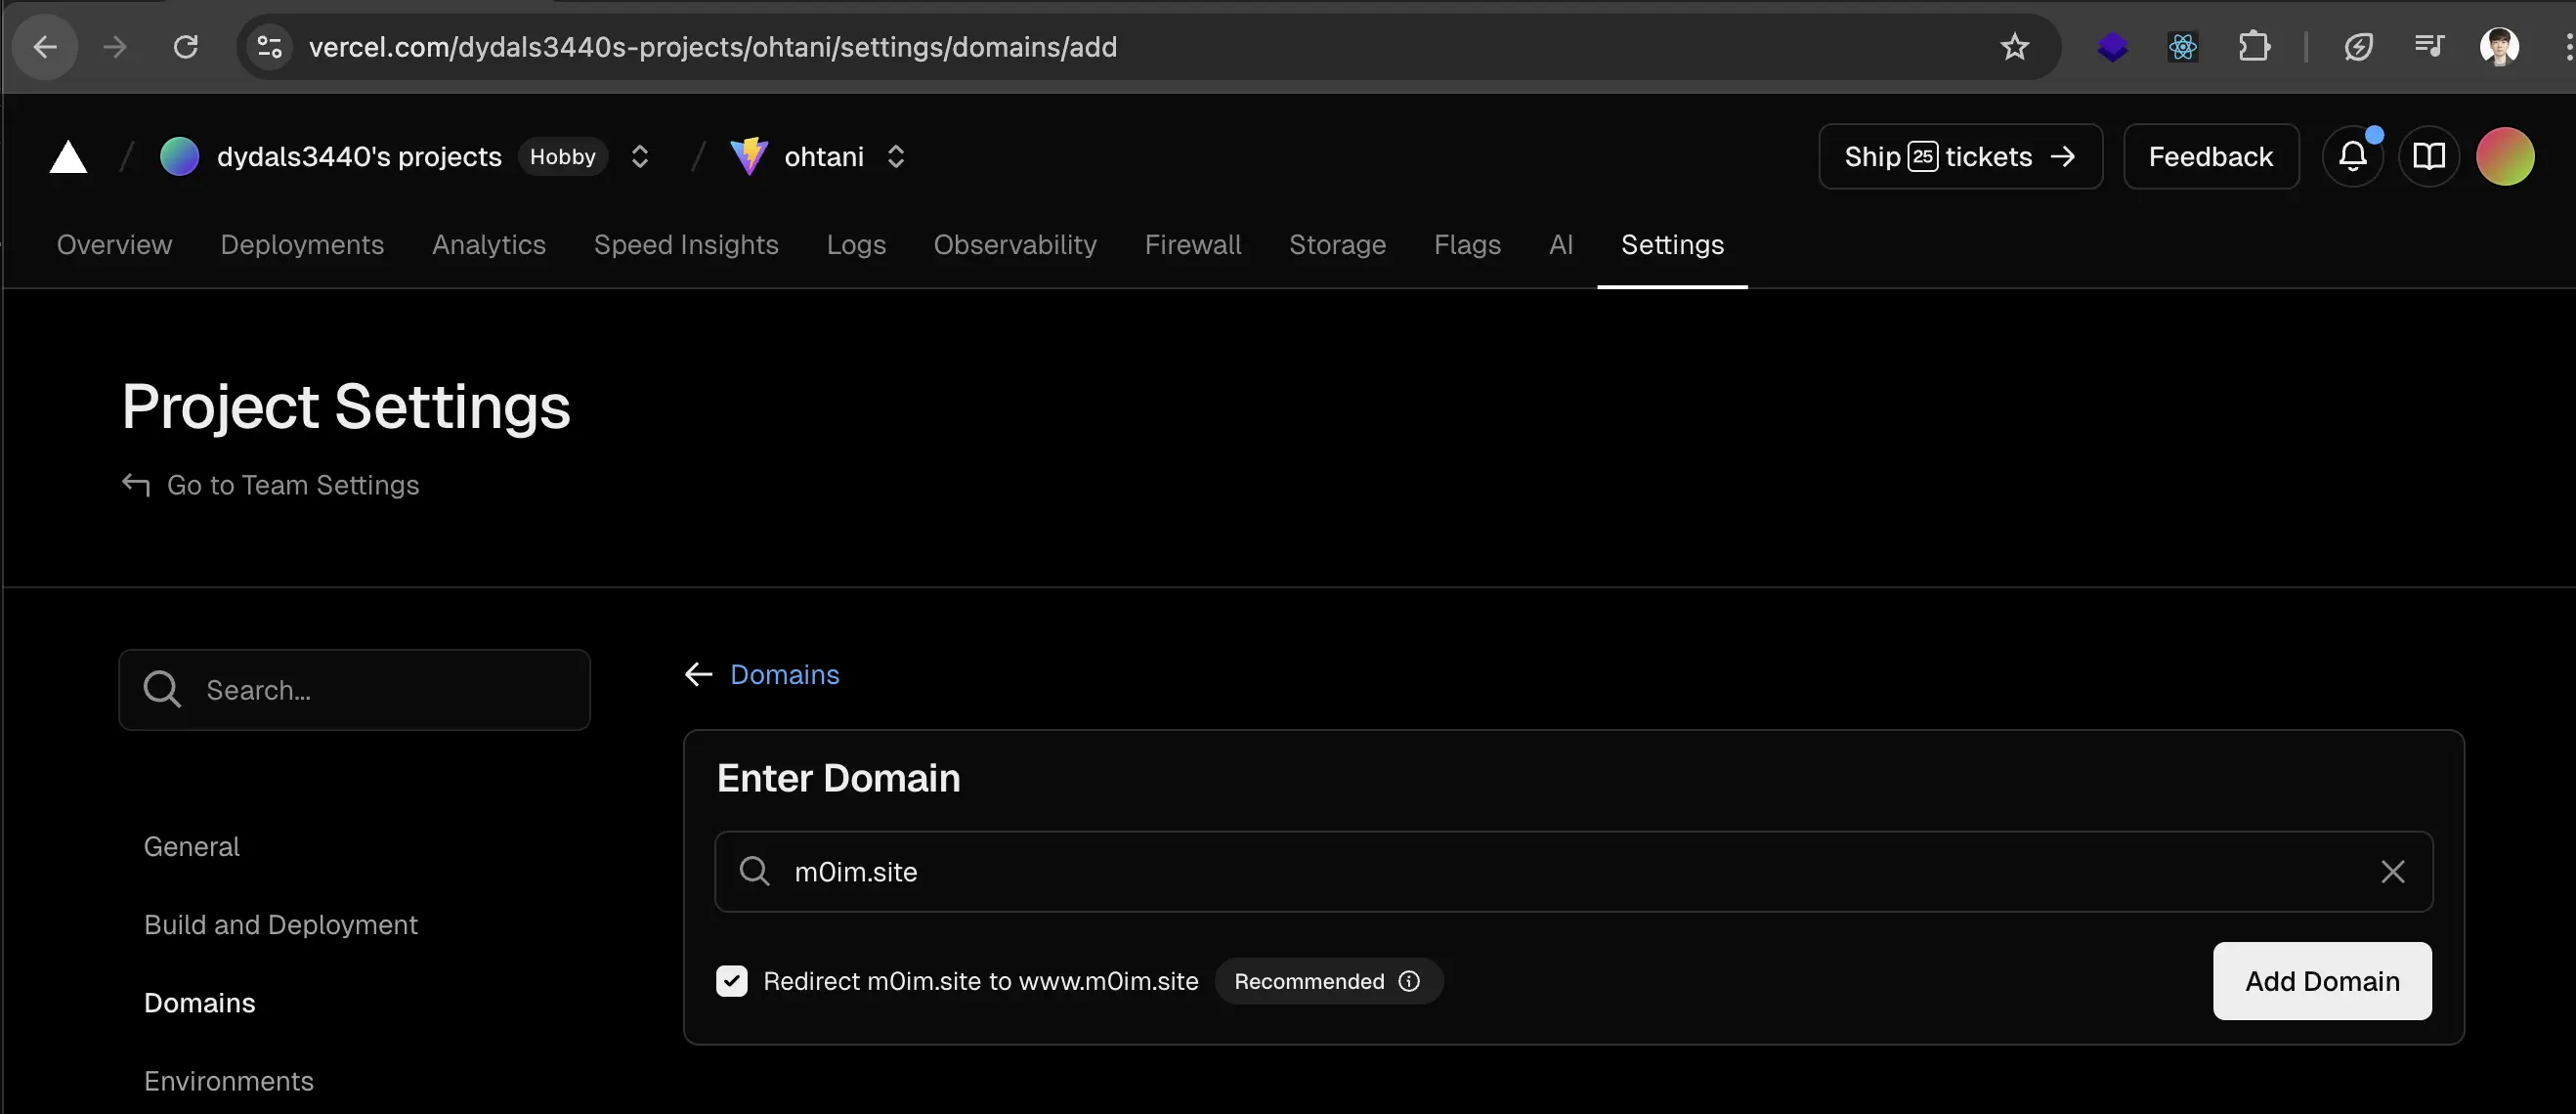 vercel.com/dydals3440s-projects/ohtani/settings/domains/add
dydals3440's projects Hobby ohtani Ship 25 tickets Feedback
Overview Deployments Analytics Speed Insights Logs Observability Firewall Storage Flags AI Settings
Project Settings
Go to Team Settings
Search...
Domains
Enter Domain
m0im.site
Redirect m0im.site to www.m0im.site Recommended
Add Domain
General
Build and Deployment
Domains
Environments